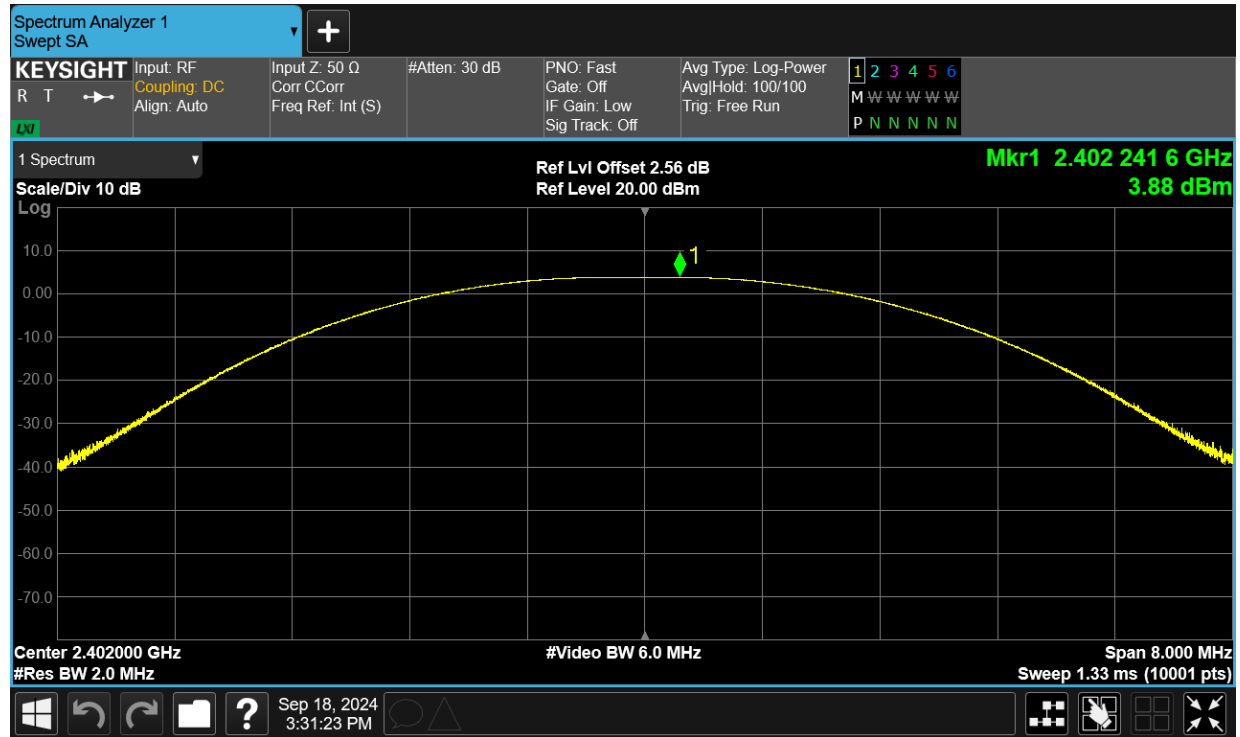 Spectrum Analyzer 1
Swept SA
+
KEYSIGHT
R T
LXI
Input: RF
Coupling: DC
Align: Auto
Input Z: 50 Ω
Corr CCorr
Freq Ref: Int (S)
#Atten: 30 dB
PNO: Fast
Gate: Off
IF Gain: Low
Sig Track: Off
Avg Type: Log-Power
Avg|Hold: 100/100
Trig: Free Run
1 2 3 4 5 6
M W W W W W
P N N N N N
1 Spectrum
Scale/Div 10 dB
Log
Ref Lvl Offset 2.56 dB
Ref Level 20.00 dBm
Mkr1 2.402 241 6 GHz
3.88 dBm
1
10.0
0.00
-10.0
-20.0
-30.0
-40.0
-50.0
-60.0
-70.0
Center 2.402000 GHz
#Res BW 2.0 MHz
#Video BW 6.0 MHz
Span 8.000 MHz
Sweep 1.33 ms (10001 pts)
?
Sep 18, 2024
3:31:23 PM